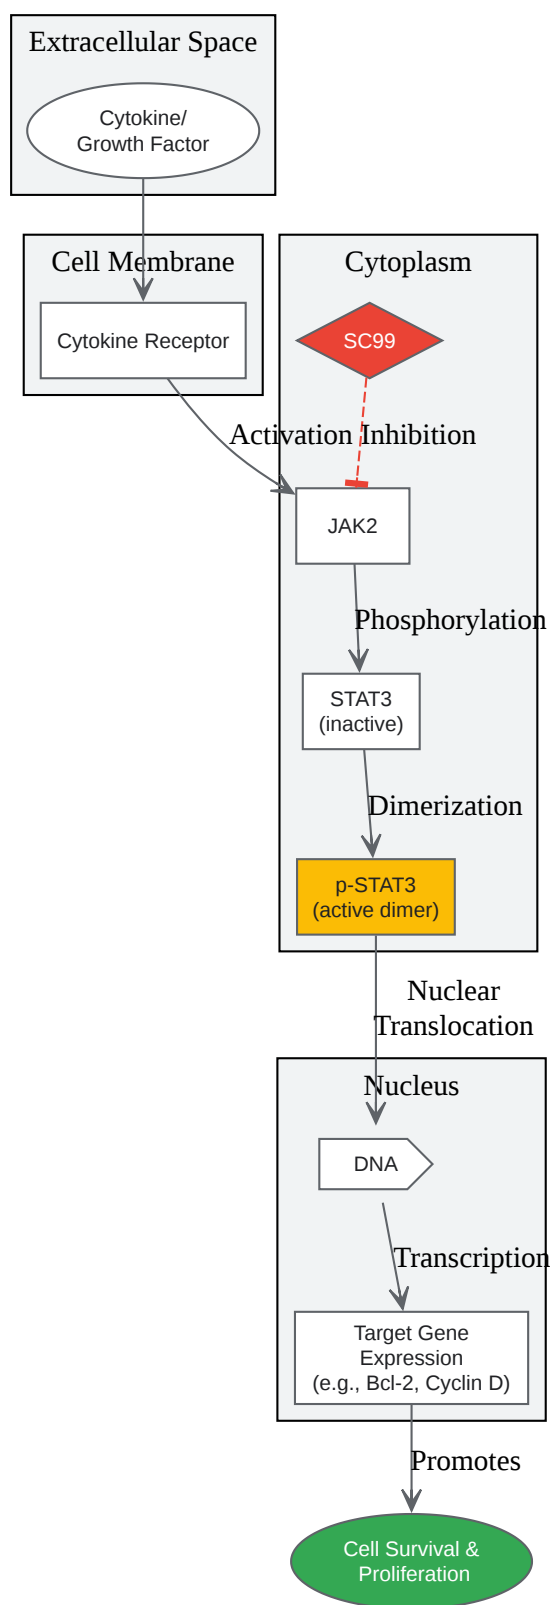 Extracellular Space
Cytokine/
Growth Factor
Cell Membrane
Cytokine Receptor
Cytoplasm
SC99
Activation
Inhibition
JAK2
Phosphorylation
STAT3
(inactive)
Dimerization
p-STAT3
(active dimer)
Nuclear
Translocation
Nucleus
DNA
Transcription
Target Gene
Expression
(e.g., Bcl-2, Cyclin D)
Promotes
Cell Survival &
Proliferation